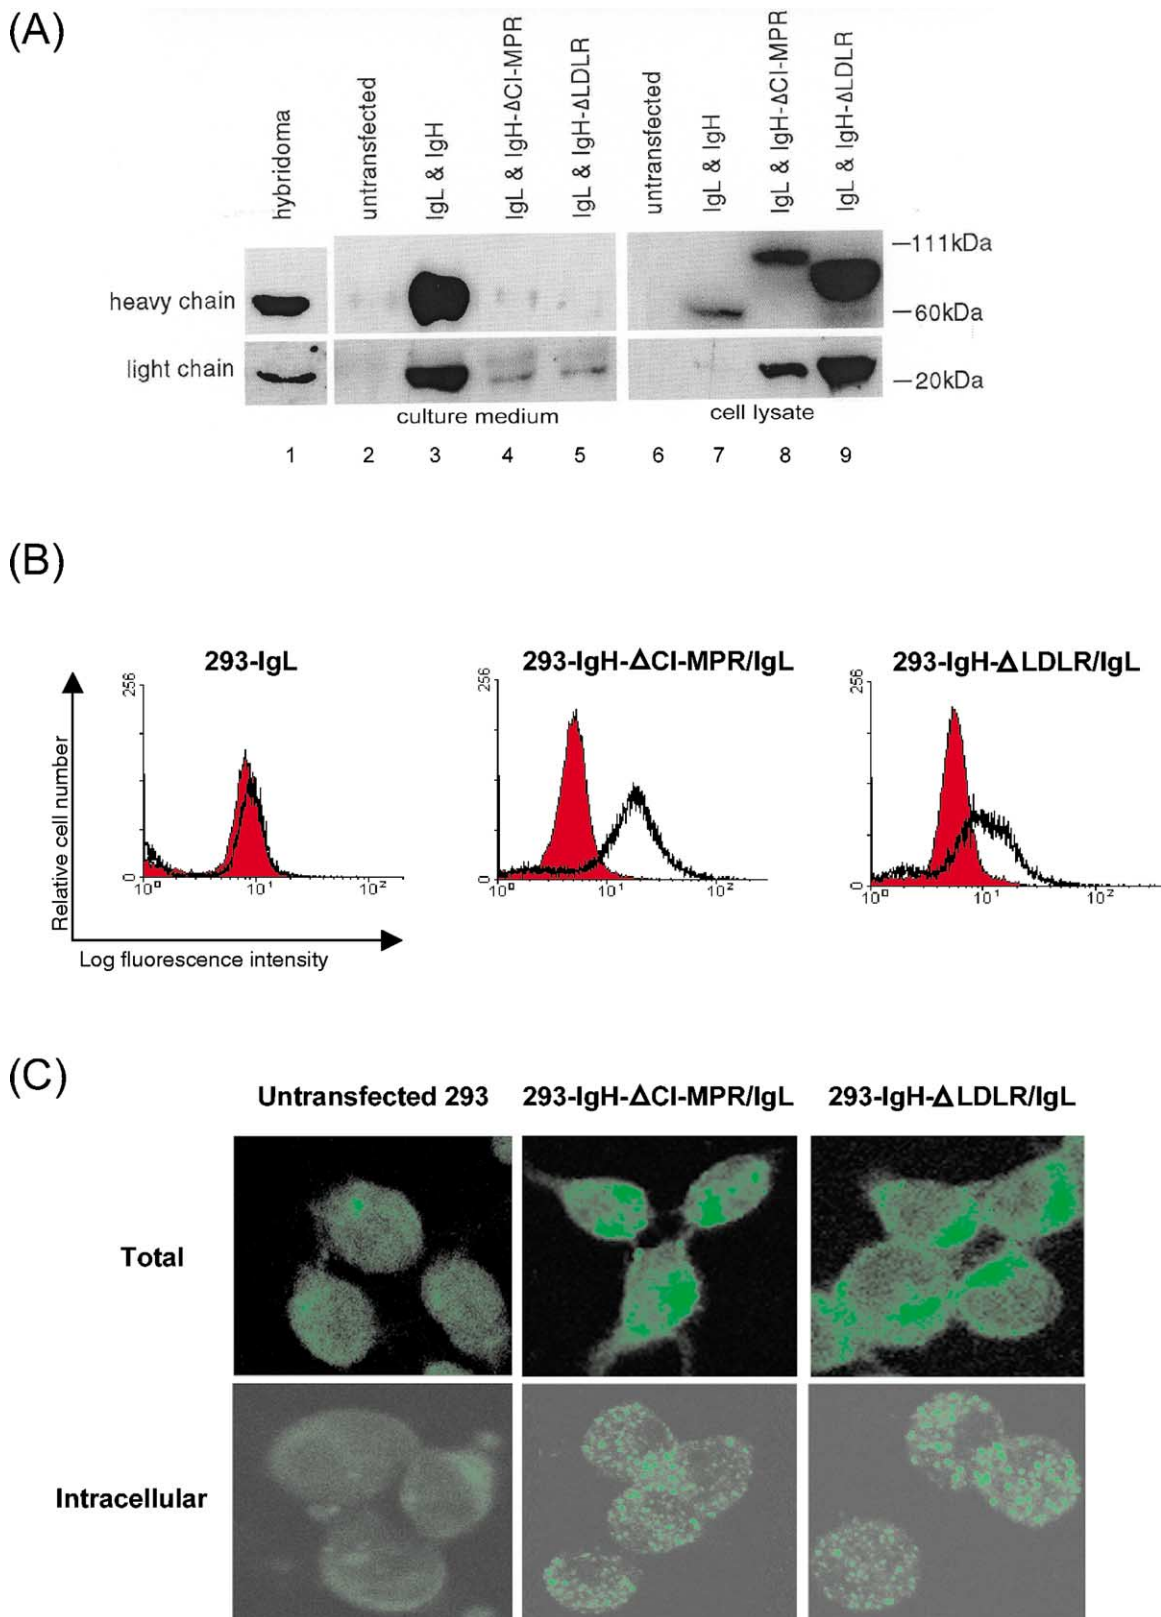 (A)
hybridoma
untransfected
IgL & IgH
IgL & IgH-ΔCI-MPR
IgL & IgH-ΔLDLR
untransfected
IgL & IgH
IgL & IgH-ΔCI-MPR
IgL & IgH-ΔLDLR
heavy chain
light chain
—111kDa
—60kDa
—20kDa
culture medium
cell lysate
1 2 3 4 5 6 7 8 9
(B)
293-IgL
293-IgH-ΔCI-MPR/IgL
293-IgH-ΔLDLR/IgL
Relative cell number
256
0
10⁰ 10¹ 10²
256
0
10⁰ 10¹ 10²
256
0
10⁰ 10¹ 10²
Log fluorescence intensity
(C)
Untransfected 293
293-IgH-ΔCI-MPR/IgL
293-IgH-ΔLDLR/IgL
Total
Intracellular